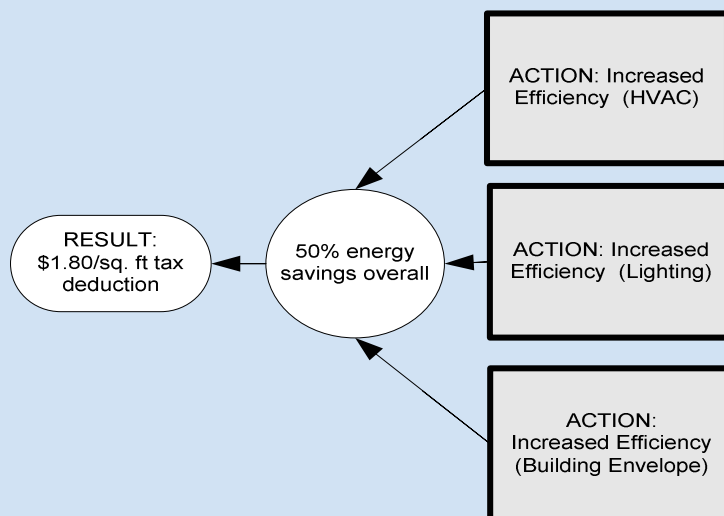 ACTION: Increased
Efficiency (HVAC)
RESULT:
$1.80/sq. ft tax
deduction
50% energy
savings overall
ACTION: Increased
Efficiency (Lighting)
ACTION:
Increased Efficiency
(Building Envelope)